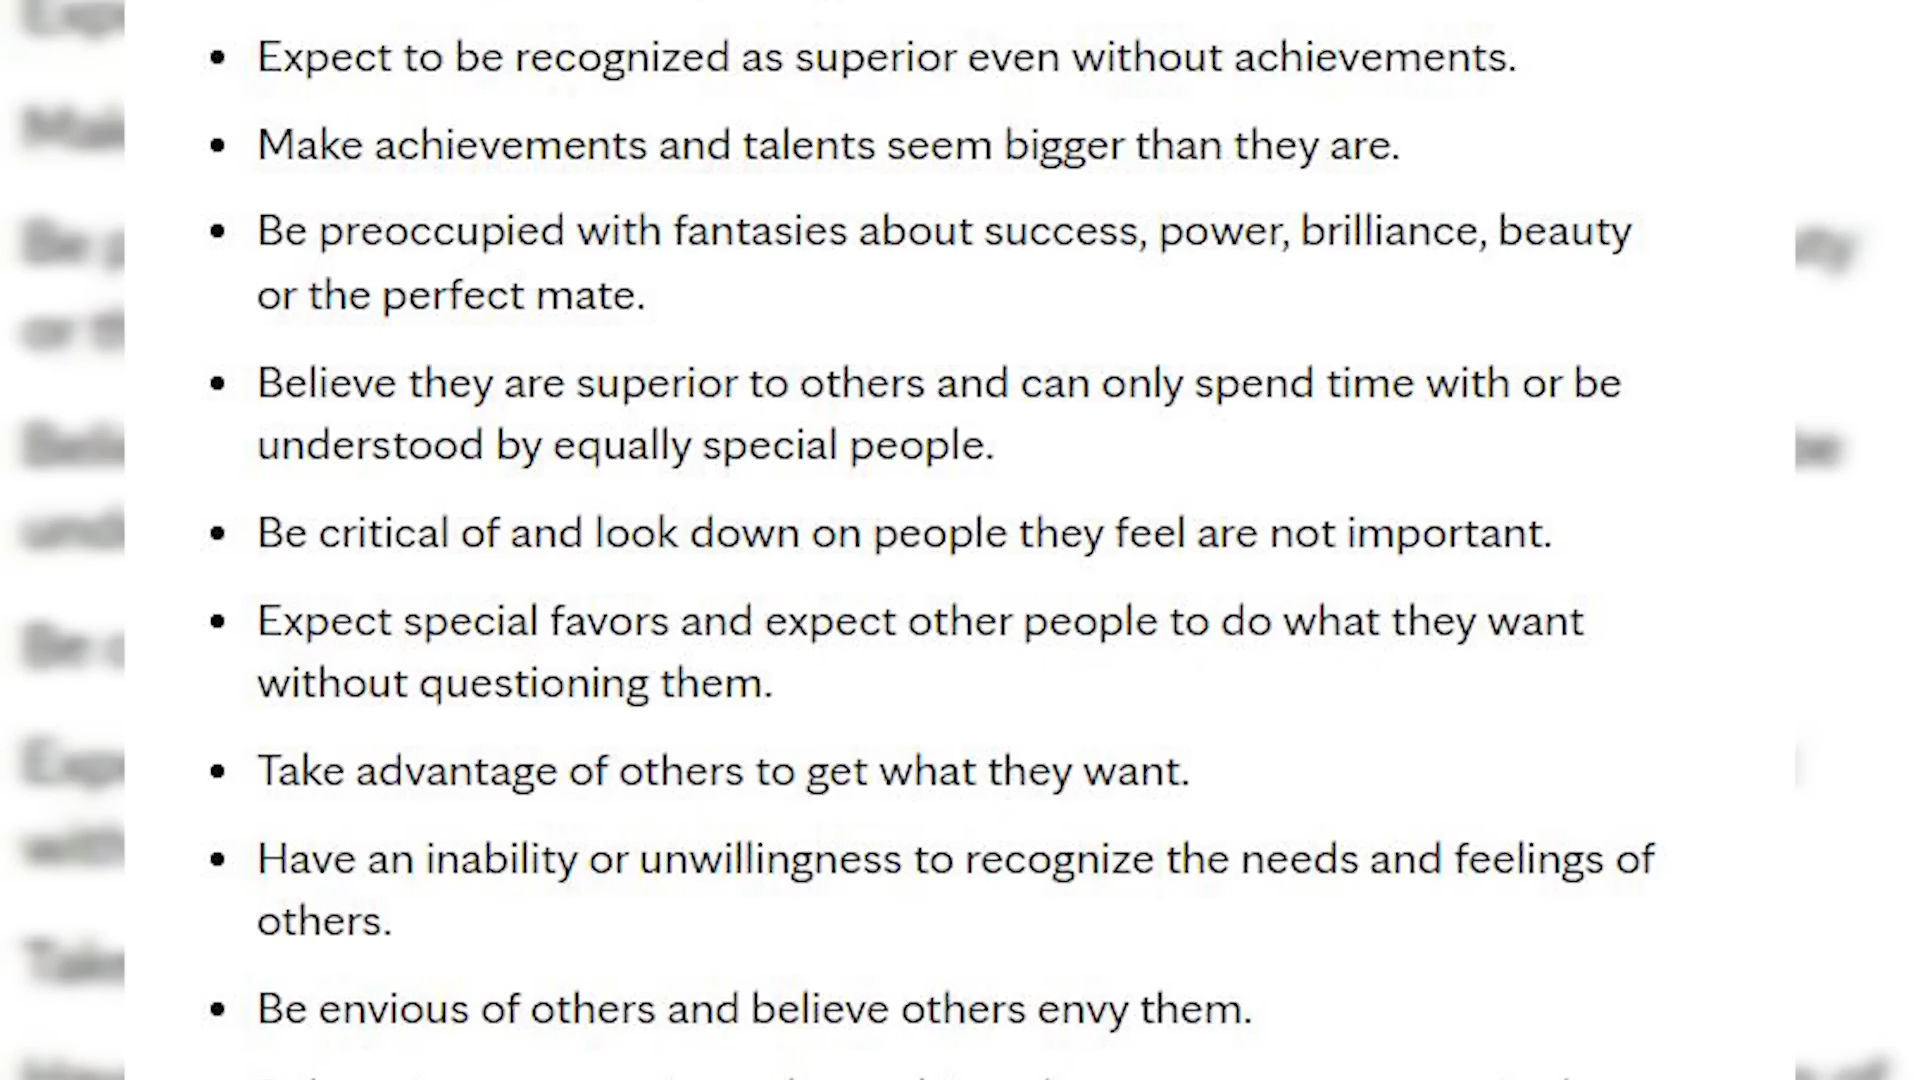 • Expect to be recognized as superior even without achievements.
• Make achievements and talents seem bigger than they are.
• Be preoccupied with fantasies about success, power, brilliance, beauty
or the perfect mate.
• Believe they are superior to others and can only spend time with or be
understood by equally special people.
• Be critical of and look down on people they feel are not important.
• Expect special favors and expect other people to do what they want
without questioning them.
• Take advantage of others to get what they want.
• Have an inability or unwillingness to recognize the needs and feelings of
others.
• Be envious of others and believe others envy them.